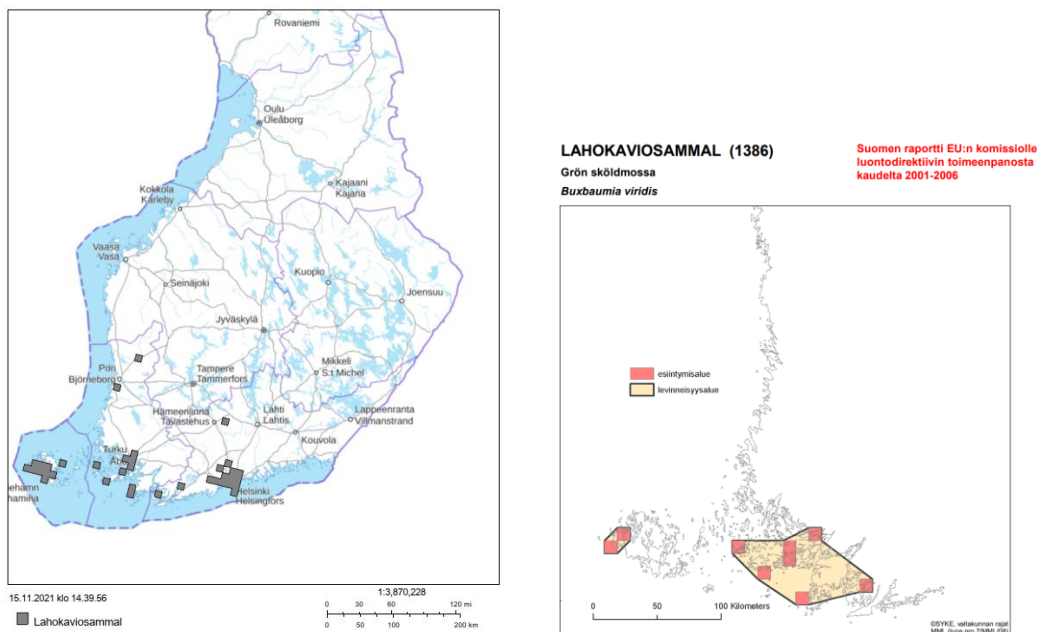 Rovaniemi
Oulu
Uleåborg
Kajaani
Kajana
Kokkola
Karleby
Vaasa
Vasa
Seinäjoki
Kuopio
Joensuu
Jyväskylä
Mikkeli
S:t Michel
Pori
Björneborg
Tampere
Tammerfors
Hämeenlinna
Tavastehus
Lahti
Lahtis
Lappeenranta
Villmanstrand
Kouvola
Turku
Åbo
Helsinki
Helsingfors
15.11.2021 klo 14.39.56
Lahokaviosammal
1:3,870,228
0 30 60 120 mi
0 50 100 200 km
LAHOKAVIOSAMMAL (1386)
Grön sköldmossa
Buxbaumia viridis
Suomen raportti EU:n komissiolle
luontodirektiivin toimeenpanosta
kaudelta 2001-2006
esiintymisalue
levinneisyysalue
0 50 100 Kilometers
©SYKE, valtakunnan rajat